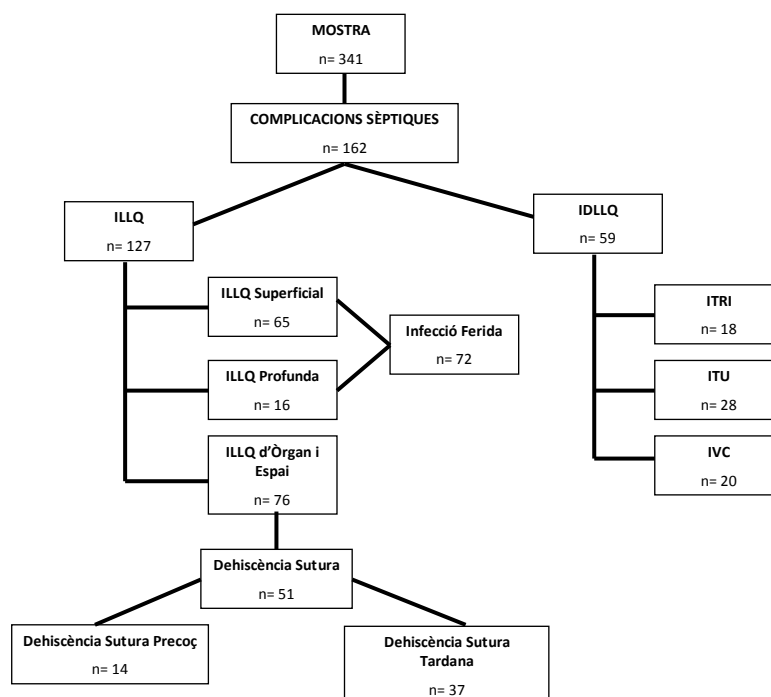 MOSTRA
n= 341
COMPLICACIONS SÈPTIQUES
n= 162
ILLQ
n= 127
IDLLQ
n= 59
ILLQ Superficial
n= 65
ILLQ Profunda
n= 16
Infecció Ferida
n= 72
ILLQ d'Òrgan i
Espai
n= 76
ITRI
n= 18
ITU
n= 28
IVC
n= 20
Dehiscència Sutura
n= 51
Dehiscència Sutura Precoç
n= 14
Dehiscència Sutura
Tardana
n= 37